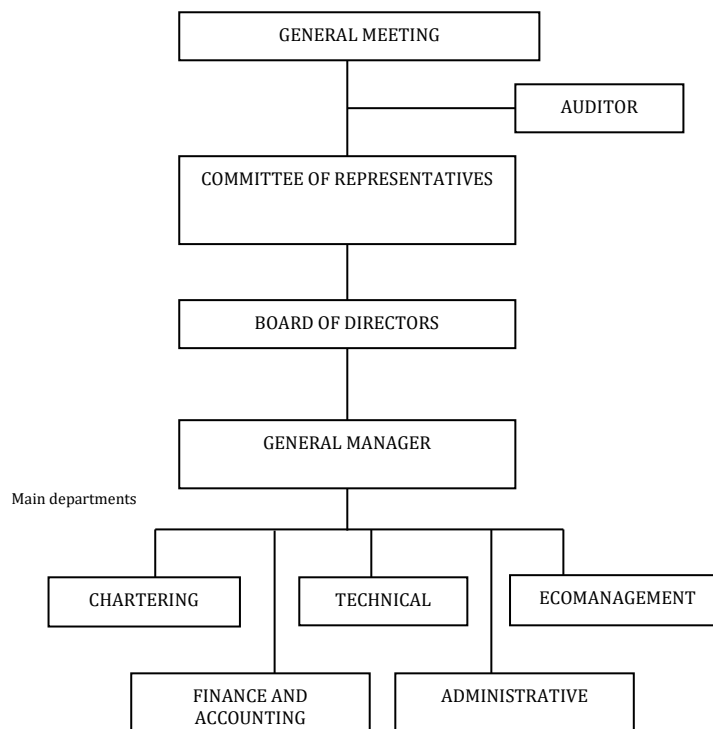 GENERAL MEETING
AUDITOR
COMMITTEE OF REPRESENTATIVES
BOARD OF DIRECTORS
GENERAL MANAGER
Main departments
CHARTERING
TECHNICAL
ECOMANAGEMENT
FINANCE AND
ACCOUNTING
ADMINISTRATIVE